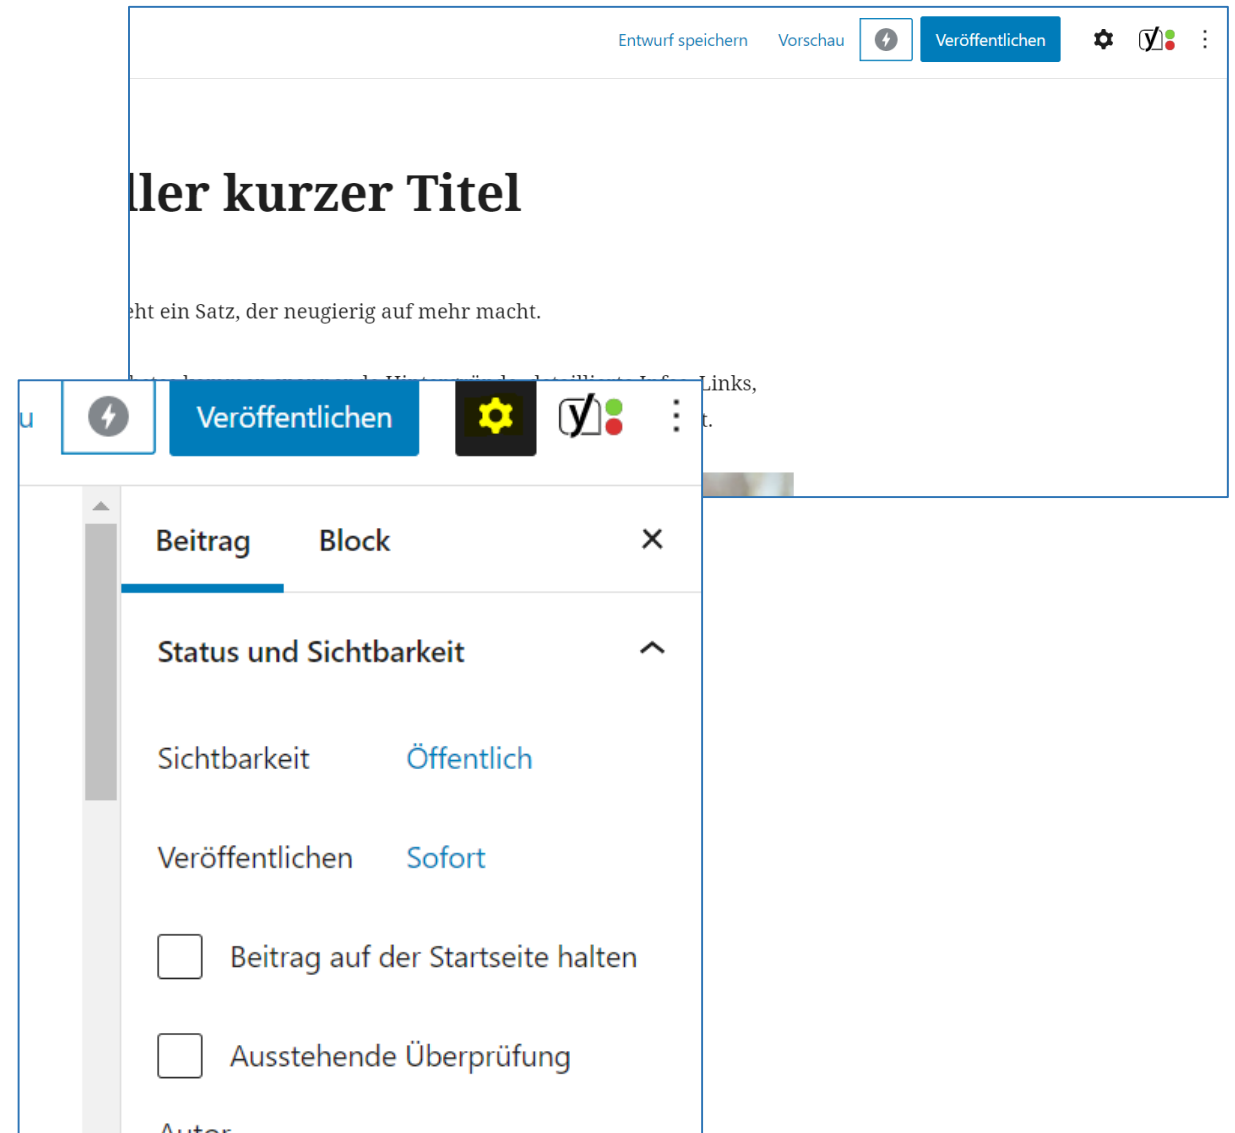 Entwurf speichern Vorschau Veröffentlichen
ller kurzer Titel
eht ein Satz, der neugierig auf mehr macht.
Links,
t.
u Veröffentlichen
Beitrag Block
Status und Sichtbarkeit
Sichtbarkeit Öffentlich
Veröffentlichen Sofort
Beitrag auf der Startseite halten
Ausstehende Überprüfung
Autor